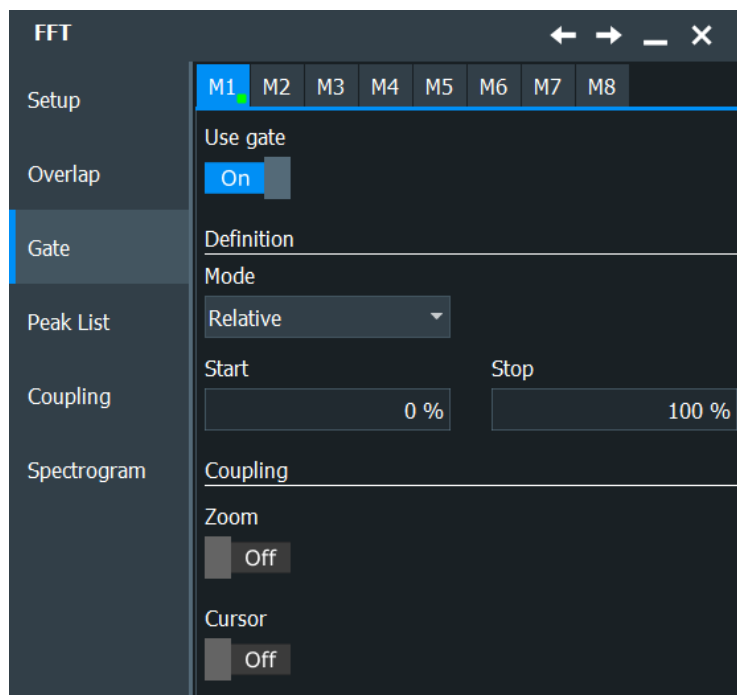 FFT
Setup
Overlap
Gate
Peak List
Coupling
Spectrogram
M1 M2 M3 M4 M5 M6 M7 M8
Use gate
On
Definition
Mode
Relative
Start Stop
0 % 100 %
Coupling
Zoom
Off
Cursor
Off